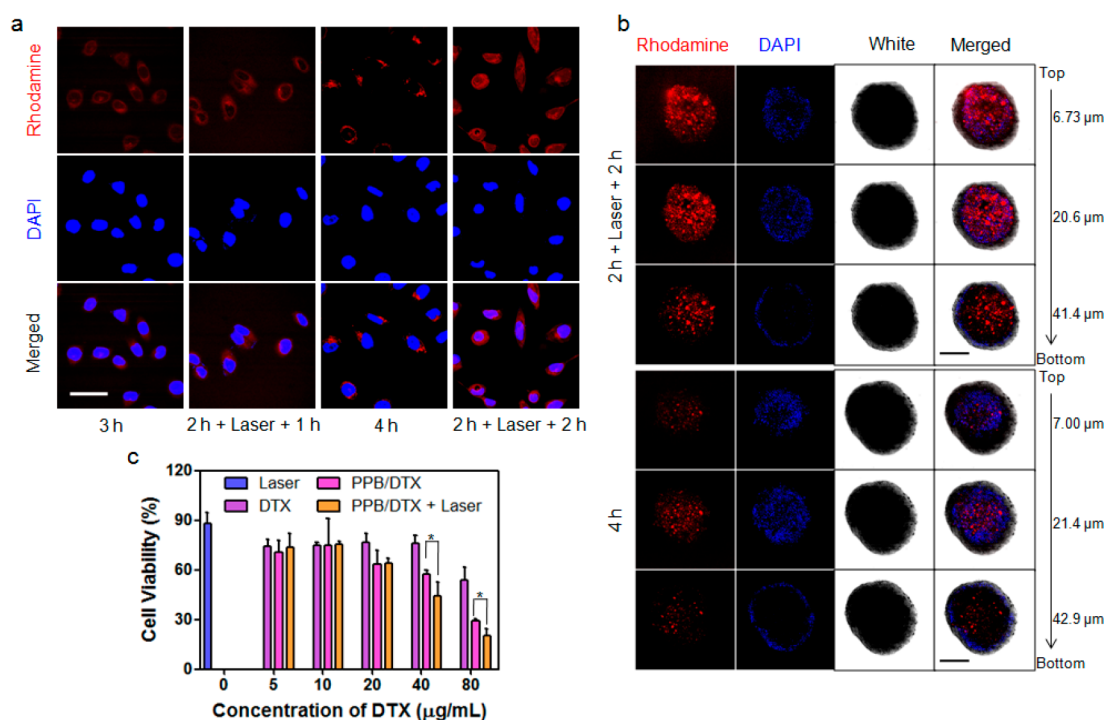 a
Rhodamine
DAPI
Merged
3 h
2 h + Laser + 1 h
4 h
2 h + Laser + 2 h
b
Rhodamine
DAPI
White
Merged
2 h + Laser + 2 h
Top
6.73 µm
20.6 µm
41.4 µm
Bottom
4 h
Top
7.00 µm
21.4 µm
42.9 µm
Bottom
c
Cell Viability (%)
120
90
60
30
0
Laser
PPB/DTX
DTX
PPB/DTX + Laser
*
*
0 5 10 20 40 80
Concentration of DTX (µg/mL)